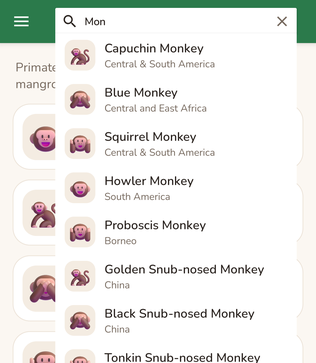 Mon
Primate
mangro
Capuchin Monkey
Central & South America
Blue Monkey
Central and East Africa
Squirrel Monkey
Central & South America
Howler Monkey
South America
Proboscis Monkey
Borneo
Golden Snub-nosed Monkey
China
Black Snub-nosed Monkey
China
Tonkin Snub-nosed Monkey